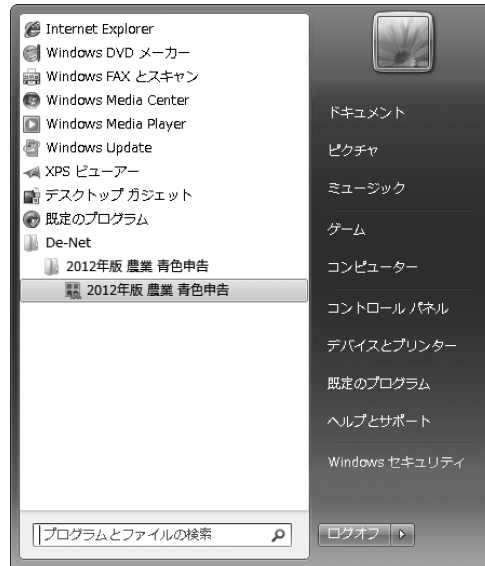 Internet Explorer
Windows DVD メーカー
Windows FAX とスキャン
Windows Media Center
Windows Media Player
Windows Update
XPS ビューアー
デスクトップ ガジェット
既定のプログラム
De-Net
2012年版 農業 青色申告
2012年版 農業 青色申告
プログラムとファイルの検索
ドキュメント
ピクチャ
ミュージック
ゲーム
コンピューター
コントロール パネル
デバイスとプリンター
既定のプログラム
ヘルプとサポート
Windows セキュリティ
ログオフ